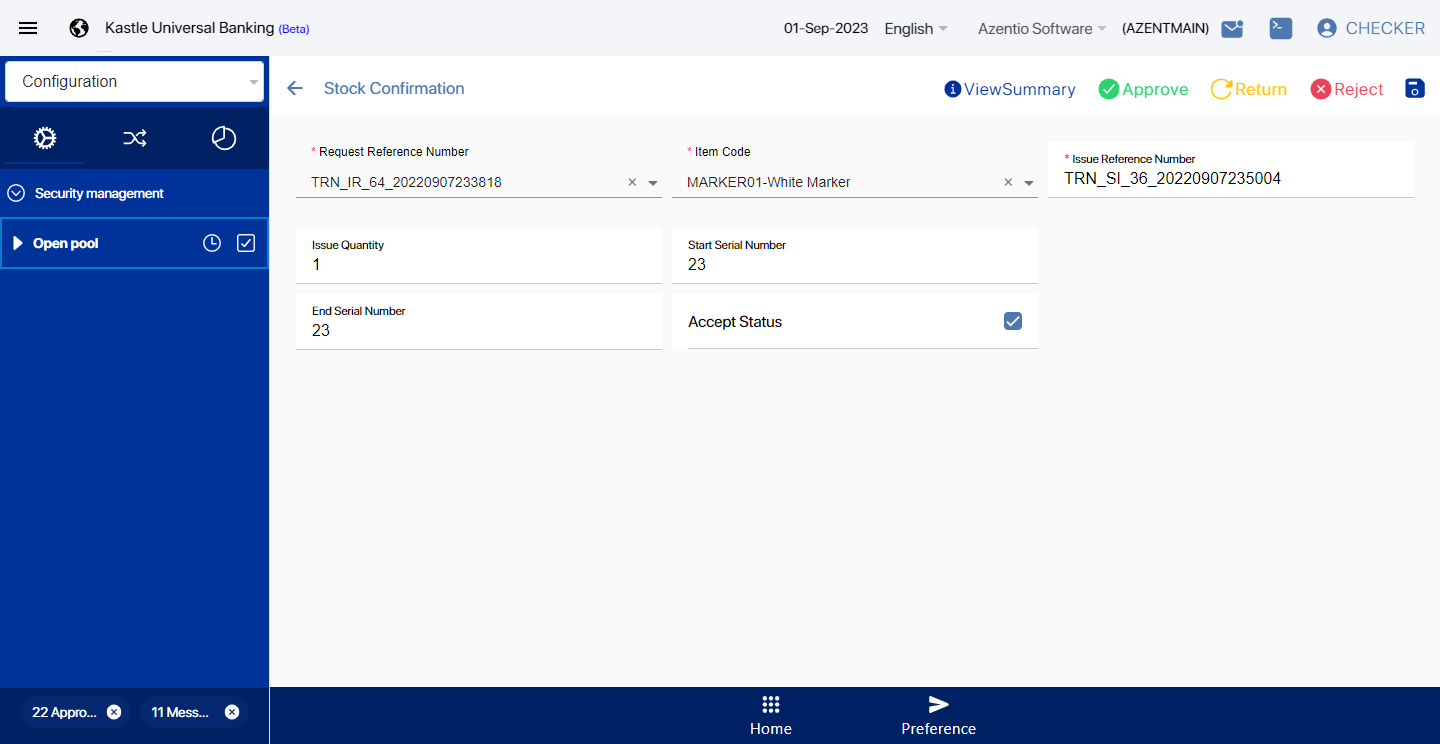 Kastle Universal Banking (Beta)
01-Sep-2023
English
Azentio Software
(AZENTMAIN)
CHECKER
Configuration
Security management
Open pool
22 Appro...
11 Mess...
Stock Confirmation
ViewSummary
Approve
Return
Reject
* Request Reference Number
TRN_IR_64_20220907233818
* Item Code
MARKER01-White Marker
* Issue Reference Number
TRN_SI_36_20220907235004
Issue Quantity
1
Start Serial Number
23
End Serial Number
23
Accept Status
Home
Preference